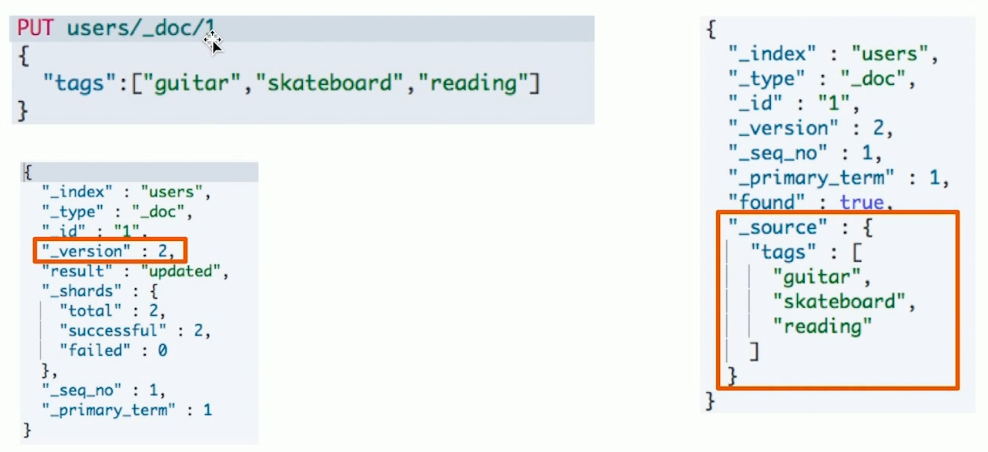 PUT users/_doc/1
{
"tags":["guitar","skateboard","reading"]
}
{
"_index" : "users",
"_type" : "_doc",
"_id" : "1",
"_version" : 2,
"result" : "updated",
"_shards" : {
"total" : 2,
"successful" : 2,
"failed" : 0
},
"_seq_no" : 1,
"_primary_term" : 1
}
{
"_index" : "users",
"_type" : "_doc",
"_id" : "1",
"_version" : 2,
"_seq_no" : 1,
"_primary_term" : 1,
"found" : true,
"_source" : {
"tags" : [
"guitar",
"skateboard",
"reading"
]
}
}